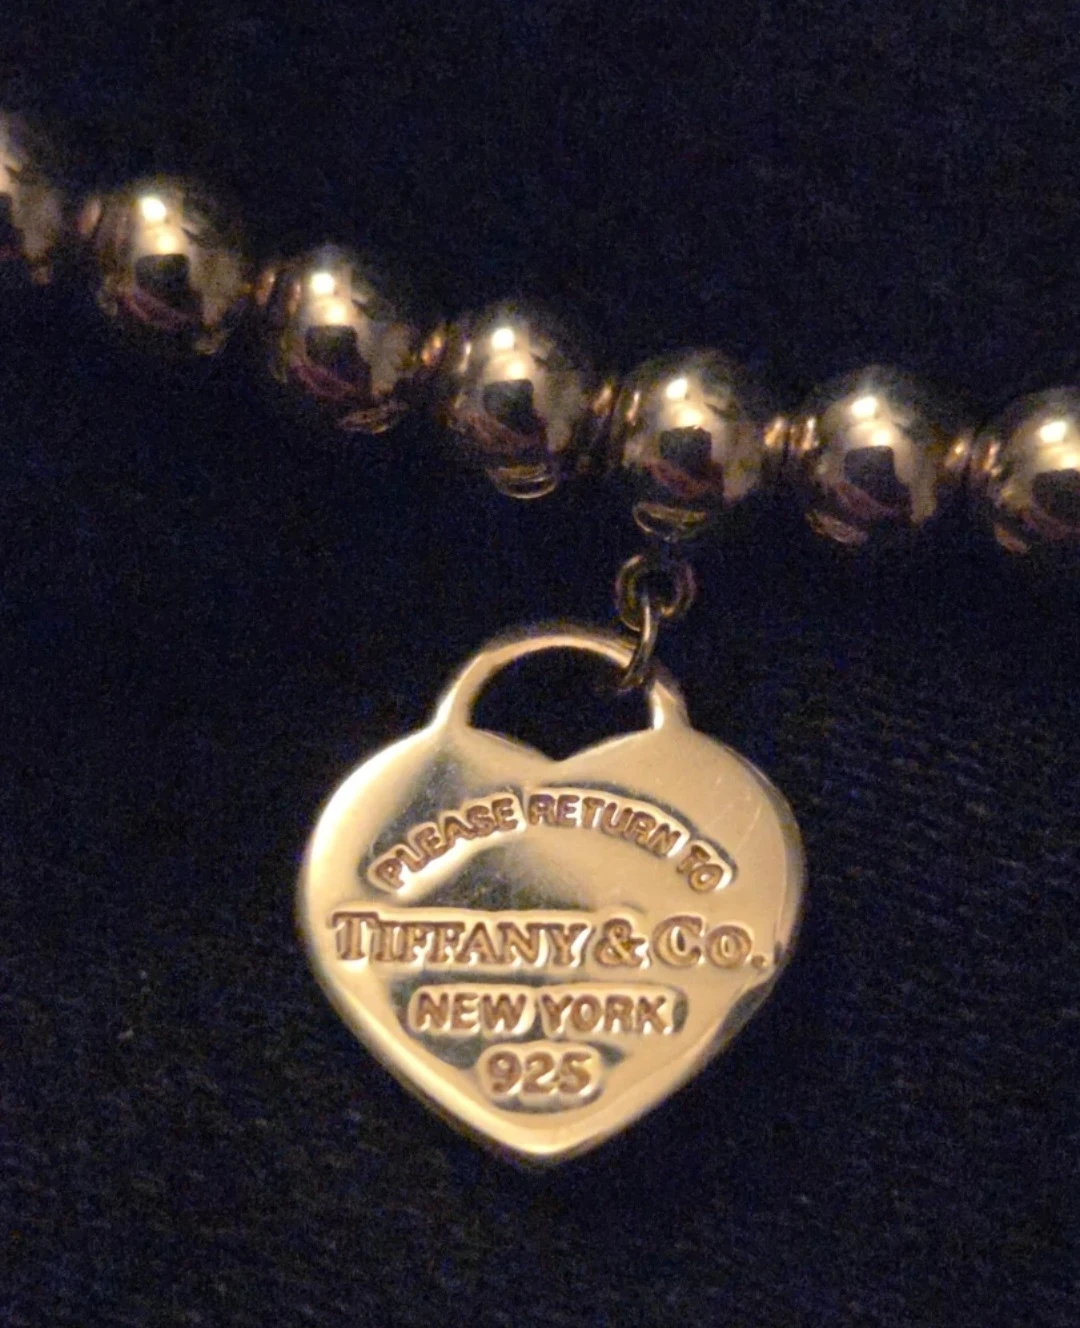 PLEASE RETURN TO
TIFFANY & CO.
NEW YORK
925